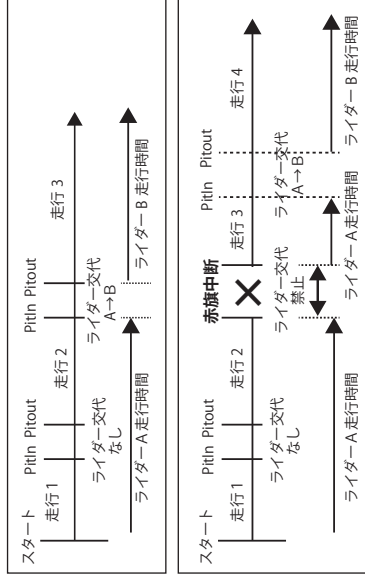 スタート
PitIn Pitout
PitIn Pitout
走行1
走行2
走行3
ライダー交代
なし
ライダー交代
A→B
ライダーA走行時間
ライダーB走行時間
スタート
PitIn Pitout
赤旗中断
PitIn Pitout
走行1
走行2
走行3
走行4
ライダー交代
なし
ライダー交代
禁止
ライダー交代
A→B
ライダーA走行時間
ライダーA走行時間
ライダーB走行時間